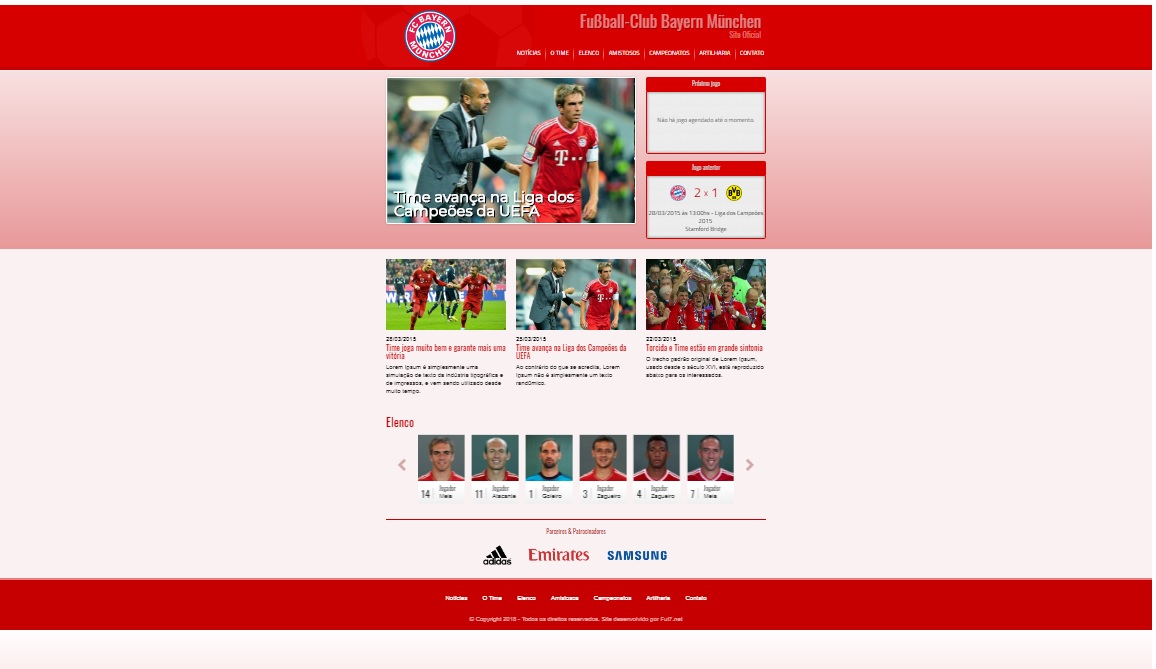 Fußball-Club Bayern München
Site Oficial
FC BAYERN
MÜNCHEN
NOTÍCIAS O TIME ELENCO AMISTOSOS CAMPEONATOS ARTILHARIA CONTATO
Time avança na Liga dos
Campeões da UEFA
Próximo jogo
Não há jogo agendado até o momento.
Jogo anterior
2 x 1
BVB
28/03/2015 às 13:00hs - Liga dos Campeões
2015
Stamford Bridge
25/03/2015
Time joga muito bem e garante mais uma
vitória
Lorem Ipsum é simplesmente uma
simulação de texto da indústria tipográfica e
de impressos, e vem sendo utilizado desde
muito tempo.
25/03/2015
Time avança na Liga dos Campeões da
UEFA
Ao contrário do que se acredita, Lorem
Ipsum não é simplesmente um texto
randômico.
22/03/2015
Torcida e Time estão em grande sintonia
O trecho padrão original de Lorem Ipsum,
usado desde o século XVI, está reproduzido
abaixo para os interessados.
Elenco
14 Jogador
Meia
11 Jogador
Atacante
1 Jogador
Goleiro
3 Jogador
Zagueiro
4 Jogador
Zagueiro
7 Jogador
Meia
Parceiros & Patrocinadores
adidas Emirates SAMSUNG
Notícias O Time Elenco Amistosos Campeonatos Artilharia Contato
© Copyright 2015 - Todos os direitos reservados. Site desenvolvido por Fut7.net